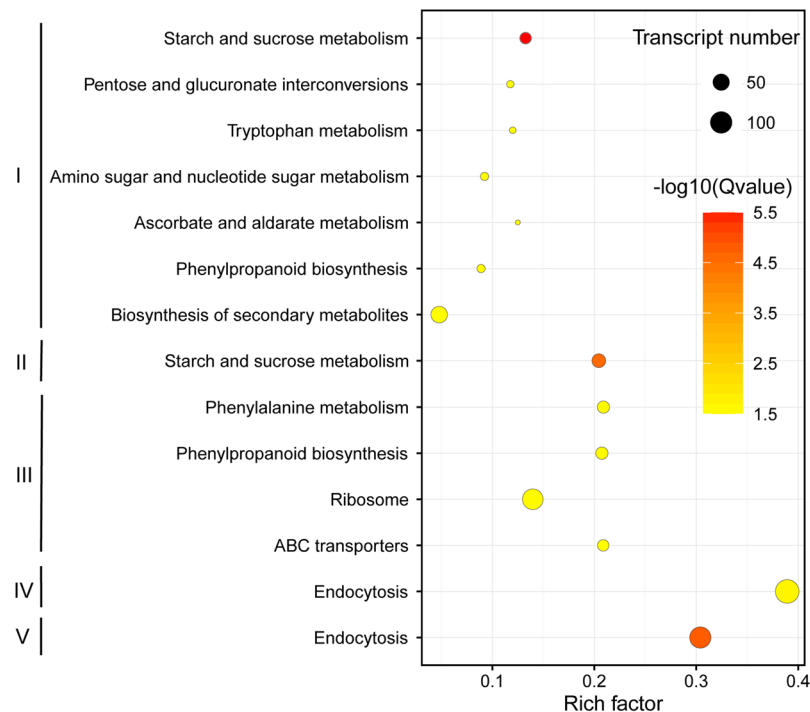 Starch and sucrose metabolism
Pentose and glucuronate interconversions
Tryptophan metabolism
Amino sugar and nucleotide sugar metabolism
Ascorbate and aldarate metabolism
Phenylpropanoid biosynthesis
Biosynthesis of secondary metabolites
Starch and sucrose metabolism
Phenylalanine metabolism
Phenylpropanoid biosynthesis
Ribosome
ABC transporters
Endocytosis
Endocytosis
I
II
III
IV
V
Transcript number
50
100
-log10(Qvalue)
5.5
4.5
3.5
2.5
1.5
0.1 0.2 0.3 0.4
Rich factor